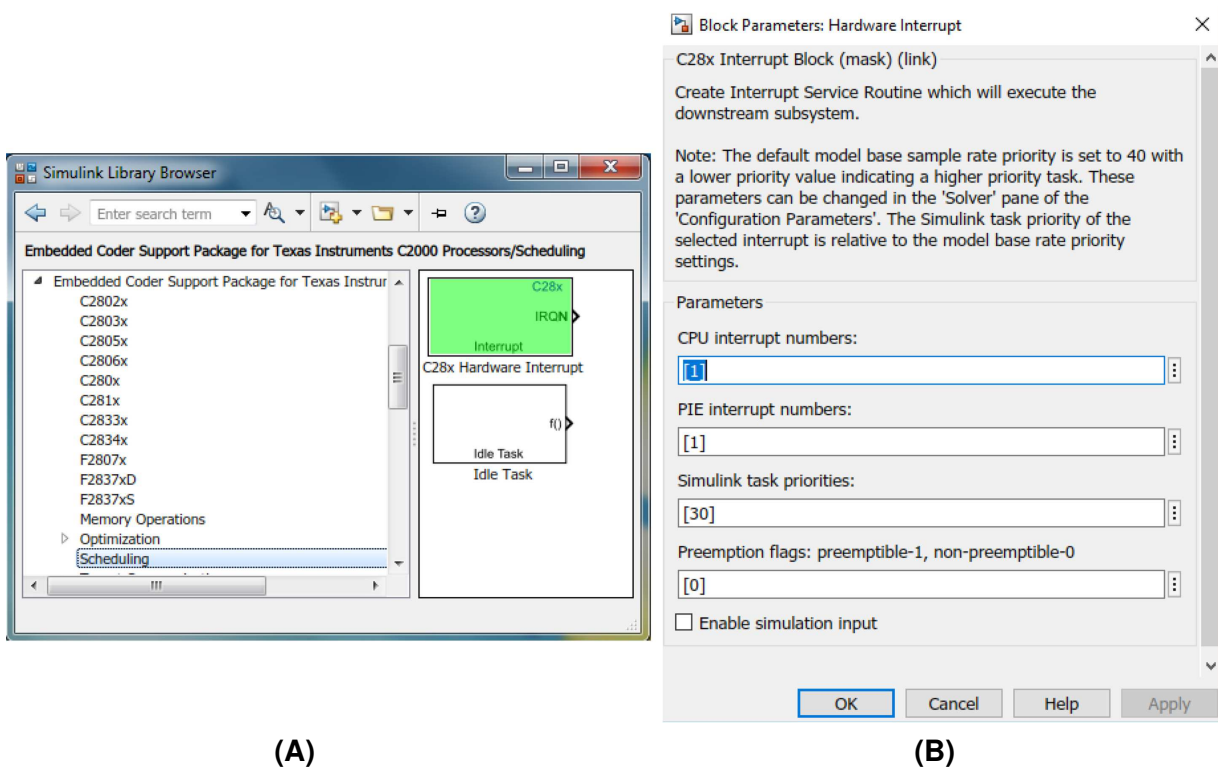 Simulink Library Browser
Enter search term
Embedded Coder Support Package for Texas Instruments C2000 Processors/Scheduling
Embedded Coder Support Package for Texas Instrur
C2802x
C2803x
C2805x
C2806x
C280x
C281x
C2833x
C2834x
F2807x
F2837xD
F2837xS
Memory Operations
Optimization
Scheduling
C28x
IRQN
Interrupt
C28x Hardware Interrupt
f()
Idle Task
Idle Task
(A)
Block Parameters: Hardware Interrupt
C28x Interrupt Block (mask) (link)
Create Interrupt Service Routine which will execute the
downstream subsystem.
Note: The default model base sample rate priority is set to 40 with
a lower priority value indicating a higher priority task. These
parameters can be changed in the 'Solver' pane of the
'Configuration Parameters'. The Simulink task priority of the
selected interrupt is relative to the model base rate priority
settings.
Parameters
CPU interrupt numbers:
[1]
PIE interrupt numbers:
[1]
Simulink task priorities:
[30]
Preemption flags: preemptible-1, non-preemptible-0
[0]
Enable simulation input
OK Cancel Help Apply
(B)